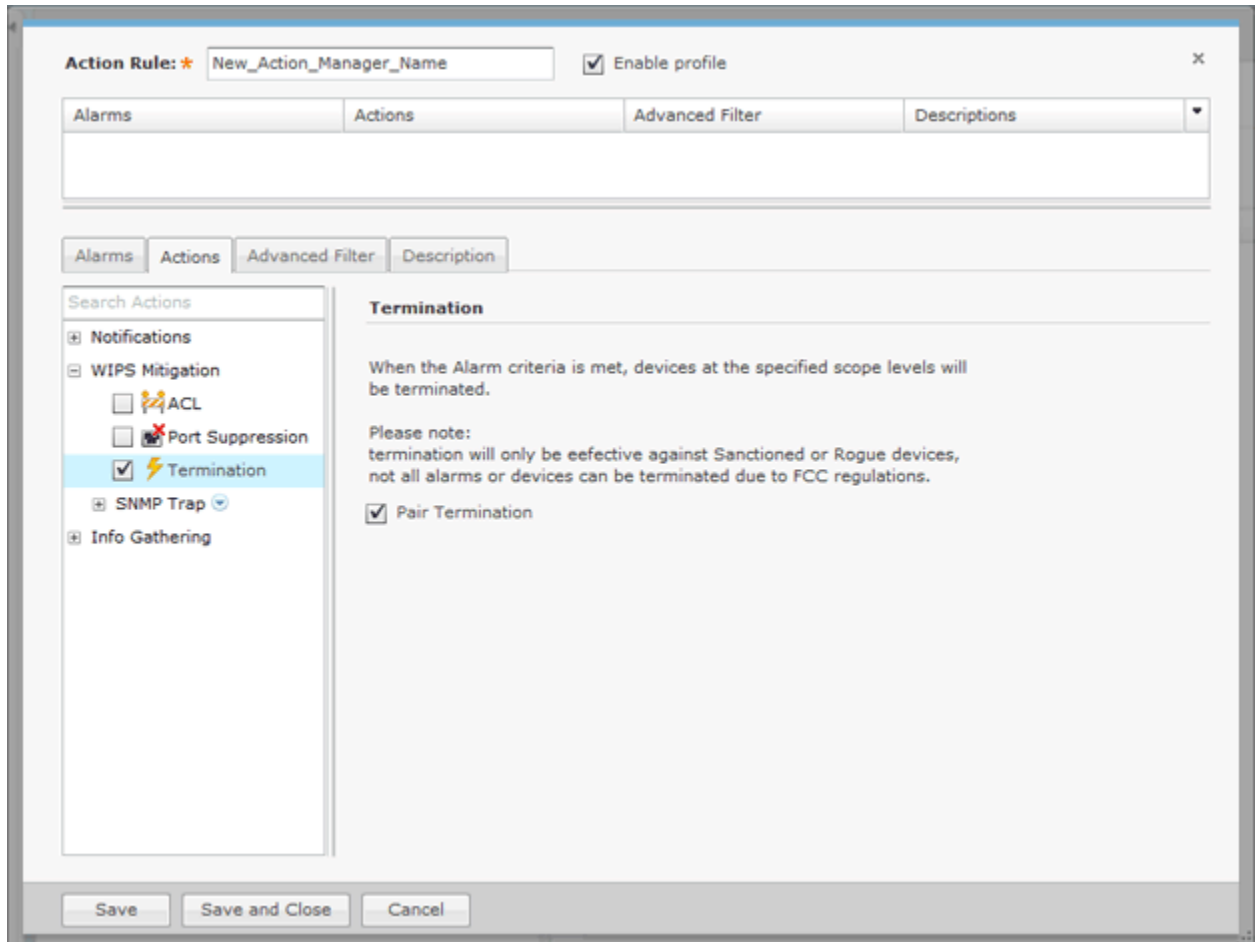 Action Rule: * New_Action_Manager_Name Enable profile
Alarms Actions Advanced Filter Descriptions
Alarms Actions Advanced Filter Description
Search Actions
Notifications
WIPS Mitigation
ACL
Port Suppression
Termination
SNMP Trap
Info Gathering
Termination
When the Alarm criteria is met, devices at the specified scope levels will
be terminated.
Please note:
termination will only be eefective against Sanctioned or Rogue devices,
not all alarms or devices can be terminated due to FCC regulations.
Pair Termination
Save Save and Close Cancel